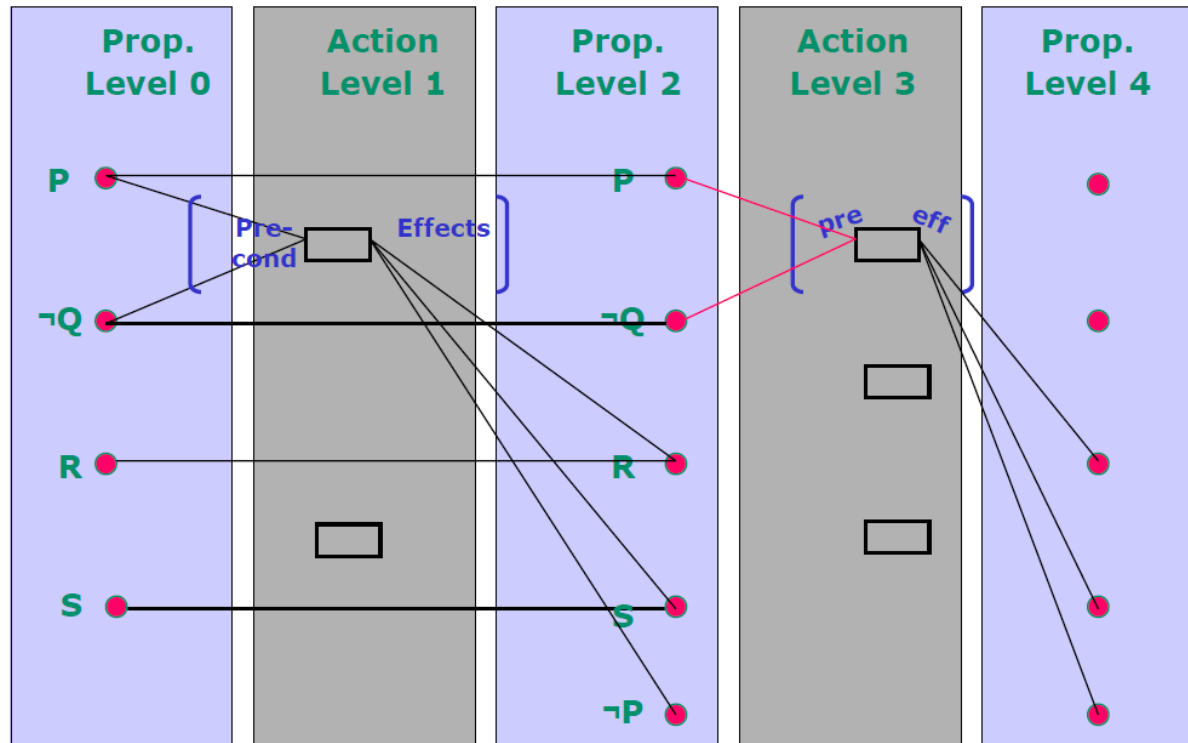 Prop.
Level 0
Action
Level 1
Prop.
Level 2
Action
Level 3
Prop.
Level 4
P
P
Pre-
cond
Effects
pre
eff
¬Q
¬Q
R
R
S
S
¬P